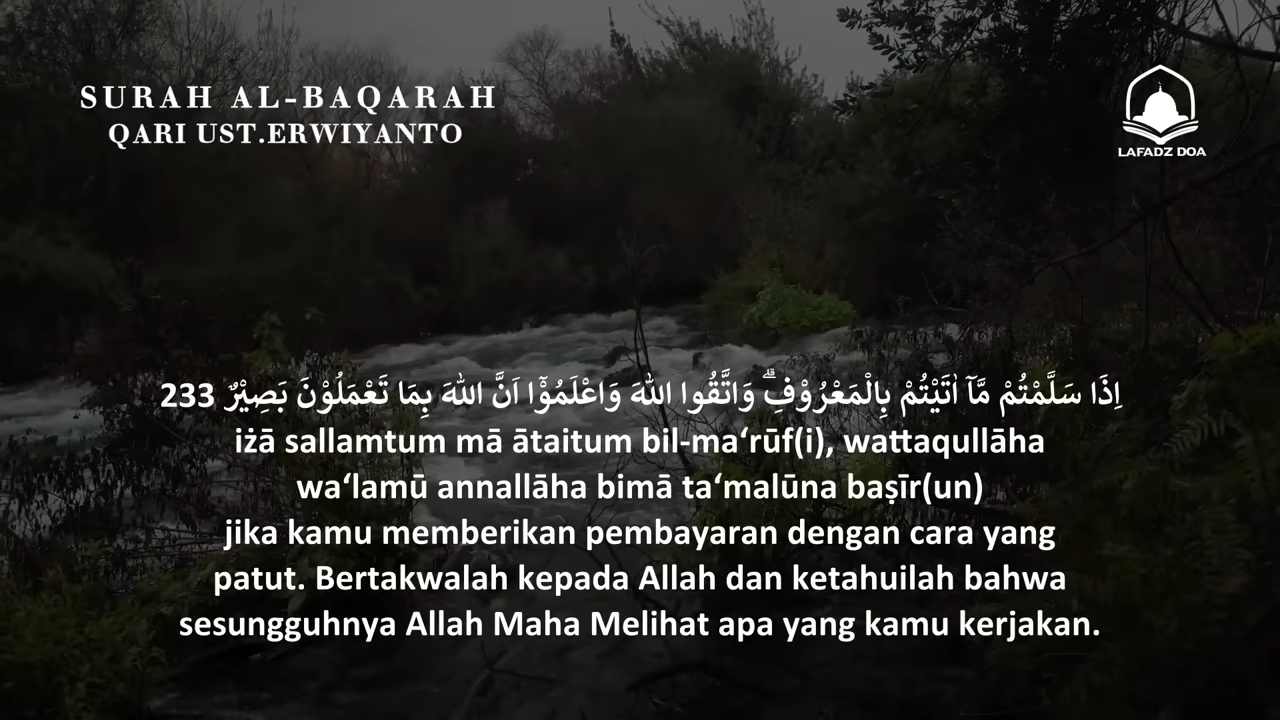 SURAH AL-BAQARAH
QARI UST.ERWIYANTO
LAFADZ DOA
اِذَا سَلَّمْتُمْ مَّآ اٰتَيْتُمْ بِالْمَعْرُوْفِۗ وَاتَّقُوا اللّٰهَ وَاعْلَمُوْٓا اَنَّ اللّٰهَ بِمَا تَعْمَلُوْنَ بَصِيْرٌ 233
iżā sallamtum mā ātaitum bil-ma‘rūf(i), wattaqullāha
wa‘lamū annallāha bimā ta‘malūna baṣīr(un)
jika kamu memberikan pembayaran dengan cara yang
patut. Bertakwalah kepada Allah dan ketahuilah bahwa
sesungguhnya Allah Maha Melihat apa yang kamu kerjakan.